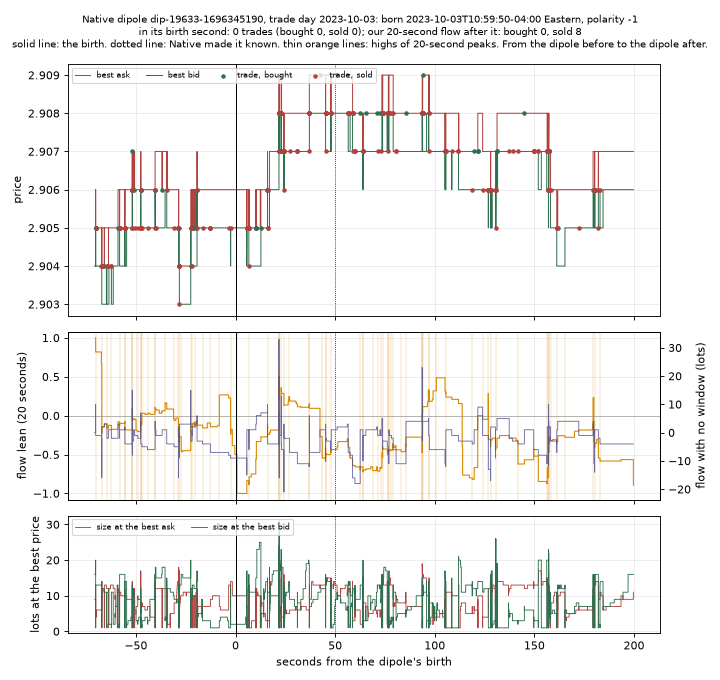 Native dipole dip-19633-1696345190, trade day 2023-10-03: born 2023-10-03T10:59:50-04:00 Eastern, polarity -1
in its birth second: 0 trades (bought 0, sold 0); our 20-second flow after it: bought 0, sold 8
solid line: the birth. dotted line: Native made it known. thin orange lines: highs of 20-second peaks. From the dipole before to the dipole after.
best ask
best bid
trade, bought
trade, sold
2.909
2.908
2.907
2.906
2.905
2.904
2.903
price
1.0
0.5
0.0
−0.5
−1.0
flow lean (20 seconds)
30
20
10
0
−10
−20
flow with no window (lots)
size at the best ask
size at the best bid
30
20
10
0
lots at the best price
−50
0
50
100
150
200
seconds from the dipole's birth